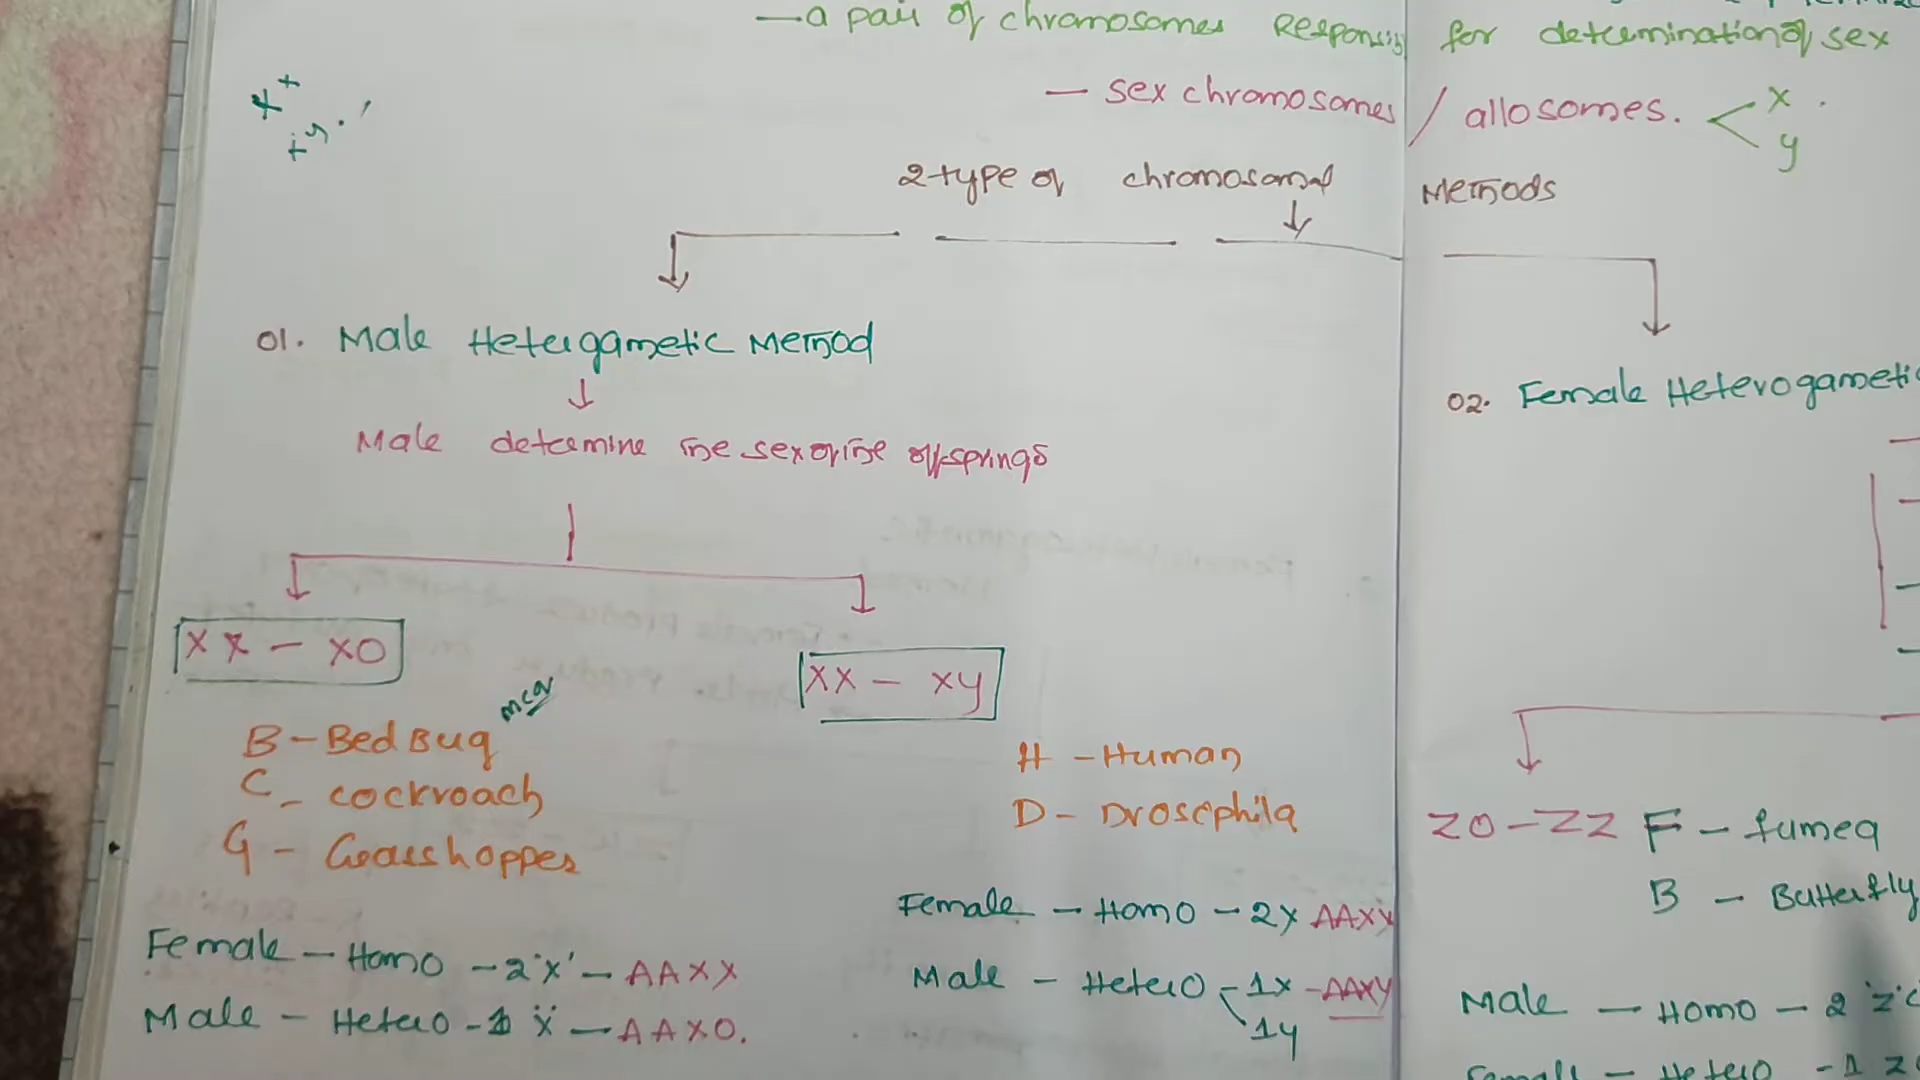 — a pair of chromosomes Responsi for determination of sex
— sex chromosomes / allosomes. < x
y
2 type of chromosomal Methods
01. Male Hetergametic Method
Male determine the sex of the offsprings
xx – xo
xx – xy
B – Bed Bug
C – cockroach
G – Grasshopper
Female – Homo – 2'x' – AAXX
Male – Hetero – 1 'x' – AAXO.
H – Human
D – Drosophila
Female – Homo – 2x AAXX
Male – Hetero – 1x – AAXY
1y
02. Female Heterogametic
ZO – ZZ F – fumea
B – Butterfly
Male – Homo – 2 'z'
Hetero – 1 z